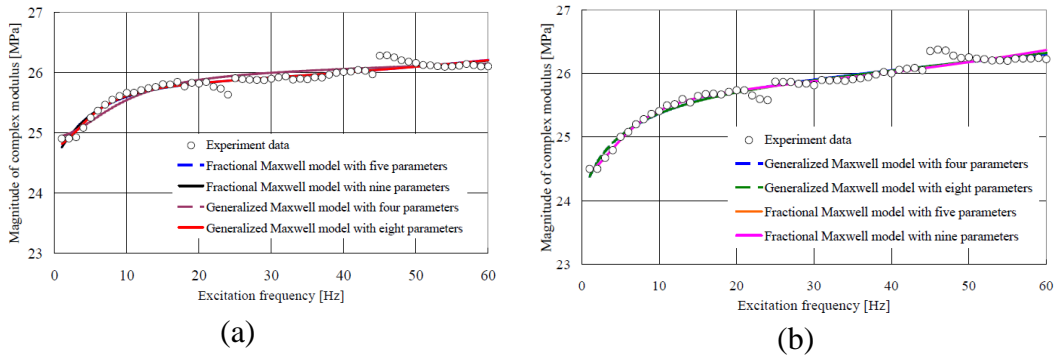 Magnitude of complex modulus [MPa]
27
26
25
24
23
0
10
20
30
40
50
60
Excitation frequency [Hz]
Experiment data
Fractional Maxwell model with five parameters
Fractional Maxwell model with nine parameters
Generalized Maxwell model with four parameters
Generalized Maxwell model with eight parameters
(a)
Magnitude of complex modulus [MPa]
27
26
25
24
23
0
10
20
30
40
50
60
Excitation frequency [Hz]
Experiment data
Generalized Maxwell model with four parameters
Generalized Maxwell model with eight parameters
Fractional Maxwell model with five parameters
Fractional Maxwell model with nine parameters
(b)